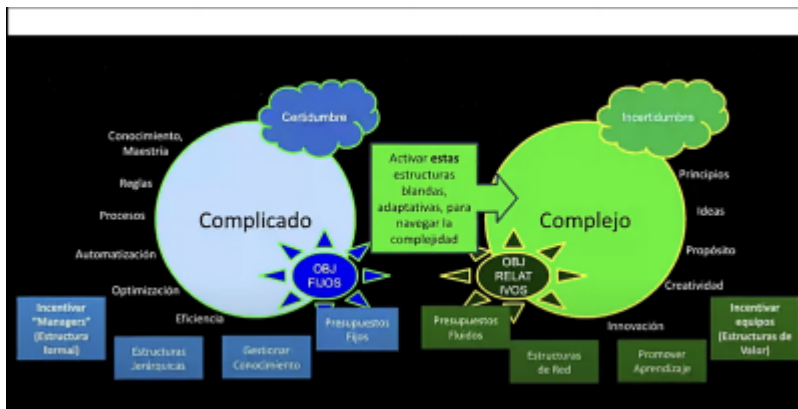 Certidumbre
Conocimiento,
Maestría
Reglas
Procesos
Automatización
Optimización
Eficiencia
Complicado
OBJ
FIJOS
Incentivar
"Managers"
(Estructura
formal)
Estructuras
Jerárquicas
Gestionar
Conocimiento
Presupuestos
Fijos
Activar estas
estructuras
blandas,
adaptativas, para
navegar la
complejidad
Incertidumbre
Complejo
Principios
Ideas
Propósito
Creatividad
Innovación
OBJ
RELAT
IVOS
Presupuestos
Fluidos
Estructuras
de Red
Promover
Aprendizaje
Incentivar
equipos
(Estructuras de
Valor)